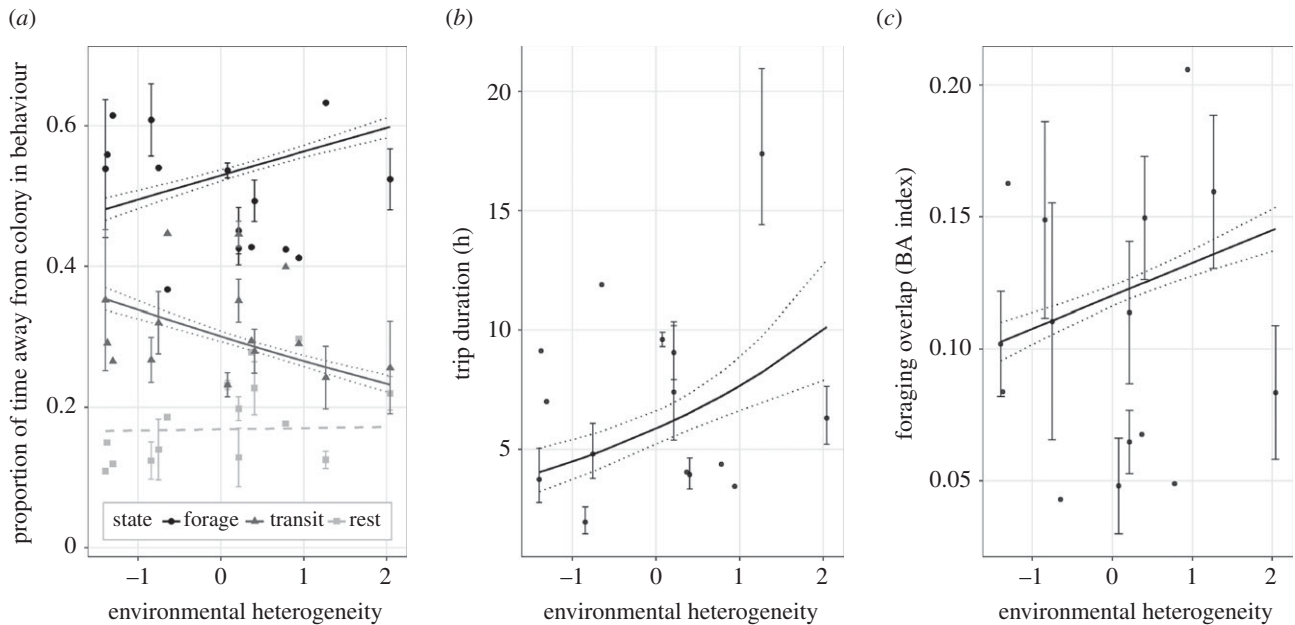 (a)
proportion of time away from colony in behaviour
0.6
0.4
0.2
0
state forage transit rest
−1 0 1 2
environmental heterogeneity
(b)
trip duration (h)
20
15
10
5
−1 0 1 2
environmental heterogeneity
(c)
foraging overlap (BA index)
0.20
0.15
0.10
0.05
−1 0 1 2
environmental heterogeneity